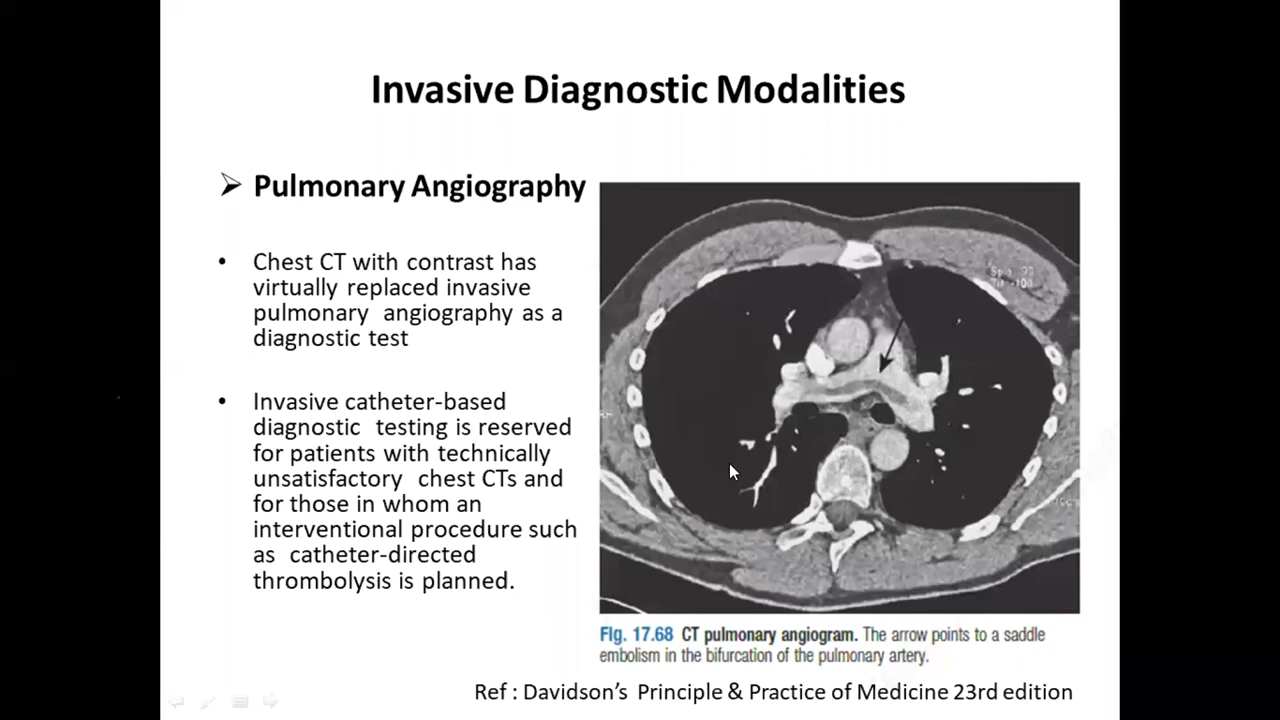 Invasive Diagnostic Modalities
Pulmonary Angiography
• Chest CT with contrast has
virtually replaced invasive
pulmonary angiography as a
diagnostic test
• Invasive catheter-based
diagnostic testing is reserved
for patients with technically
unsatisfactory chest CTs and
for those in whom an
interventional procedure such
as catheter-directed
thrombolysis is planned.
Fig. 17.68 CT pulmonary angiogram. The arrow points to a saddle
embolism in the bifurcation of the pulmonary artery.
Ref : Davidson's Principle & Practice of Medicine 23rd edition